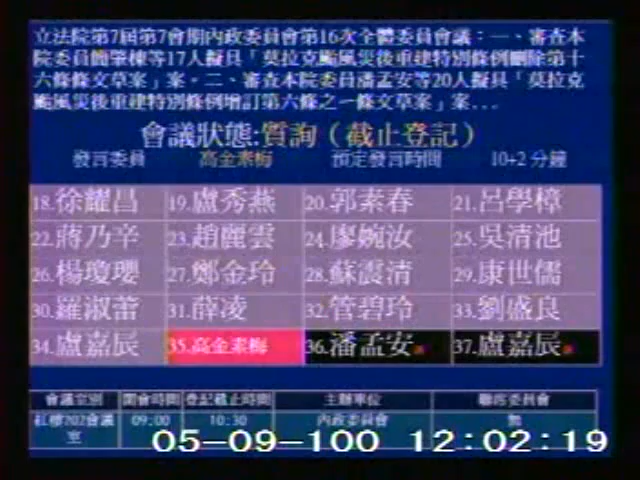 立法院第7屆第7會期內政委員會第16次全體委員會議：一、審查本
院委員簡肇棟等17人擬具「莫拉克颱風災後重建特別條例刪除第十
六條條文草案」案。二、審查本院委員潘孟安等20人擬具「莫拉克
颱風災後重建特別條例增訂第六條之一條文草案」案...
會議狀態:質詢（截止登記）
發言委員 高金素梅 預定發言時間 10+2 分鐘
18.徐耀昌 19.盧秀燕 20.郭素春 21.呂學樟
22.蔣乃辛 23.趙麗雲 24.廖婉汝 25.吳清池
26.楊瓊瓔 27.鄭金玲 28.蘇震清 29.康世儒
30.羅淑蕾 31.薛凌 32.管碧玲 33.劉盛良
34.盧嘉辰 35.高金素梅 36.潘孟安 37.盧嘉辰
會議室別 開會時間 登記截止時間 主辦單位 聯席委員會
紅樓202會議室 09:00 10:30 內政委員會 無
05-09-100 12:02:19